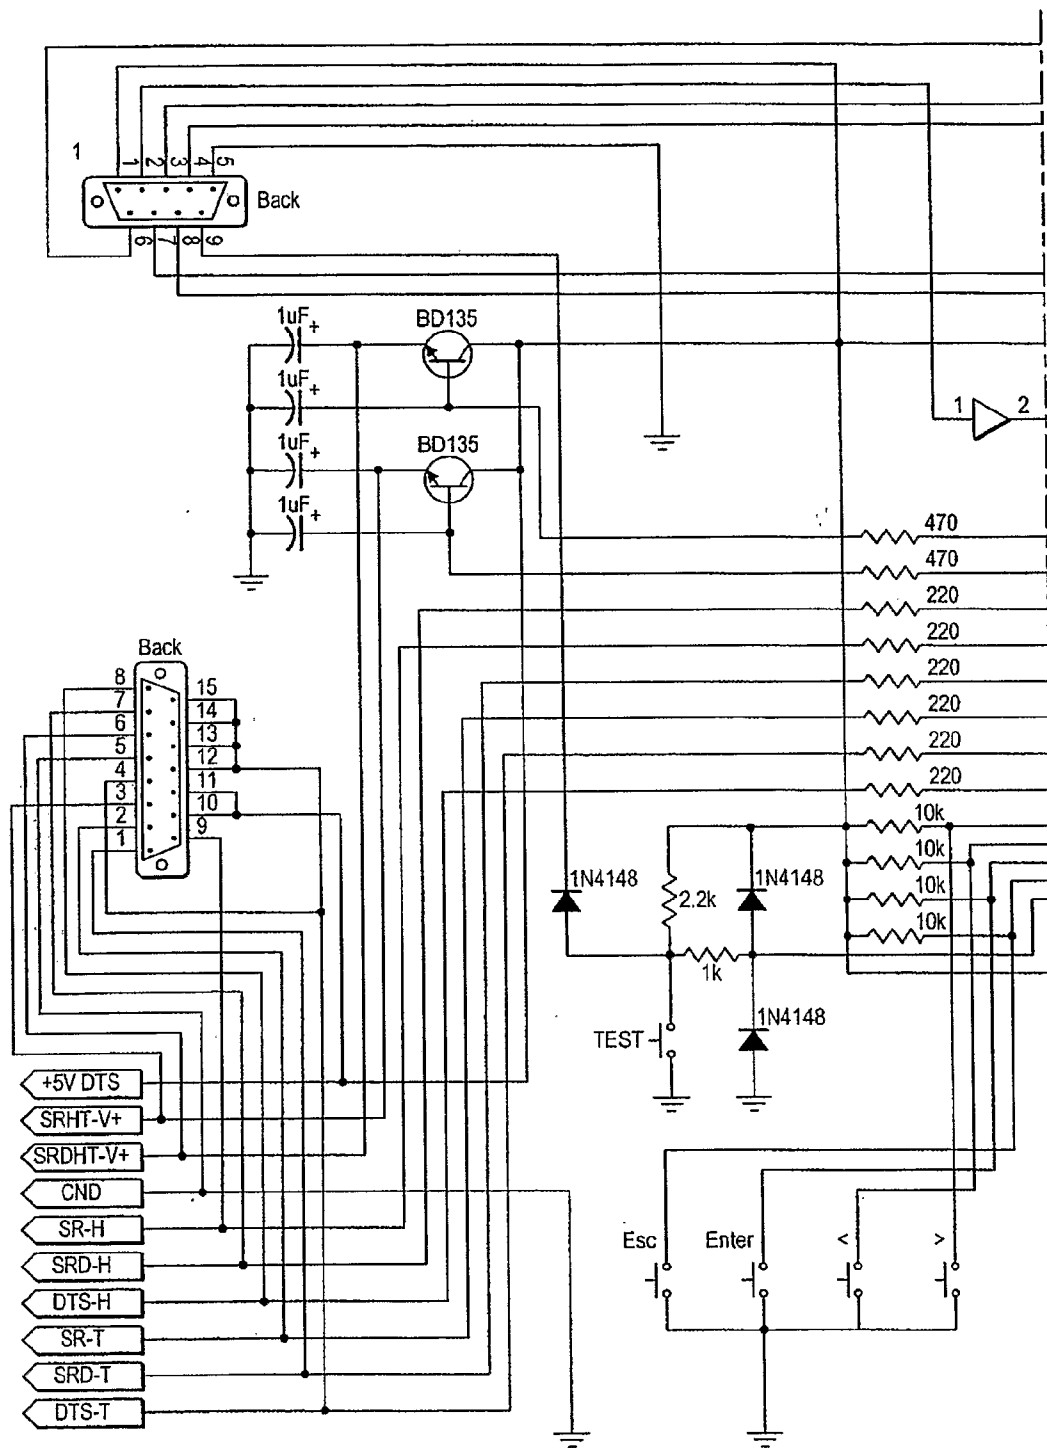 1
1 2 3 4 5
Back
6 7 8 9
1uF +
BD135
1uF +
1 2
1uF +
BD135
1uF +
470
470
220
220
220
220
220
220
Back
8 15
7 14
6 13
5 12
4 11
3 10
2 9
1
10k
10k
10k
10k
1N4148
2.2k
1N4148
1k
1N4148
TEST
+5V DTS
SRHT-V+
SRDHT-V+
CND
SR-H
SRD-H
DTS-H
SR-T
SRD-T
DTS-T
Esc Enter < >